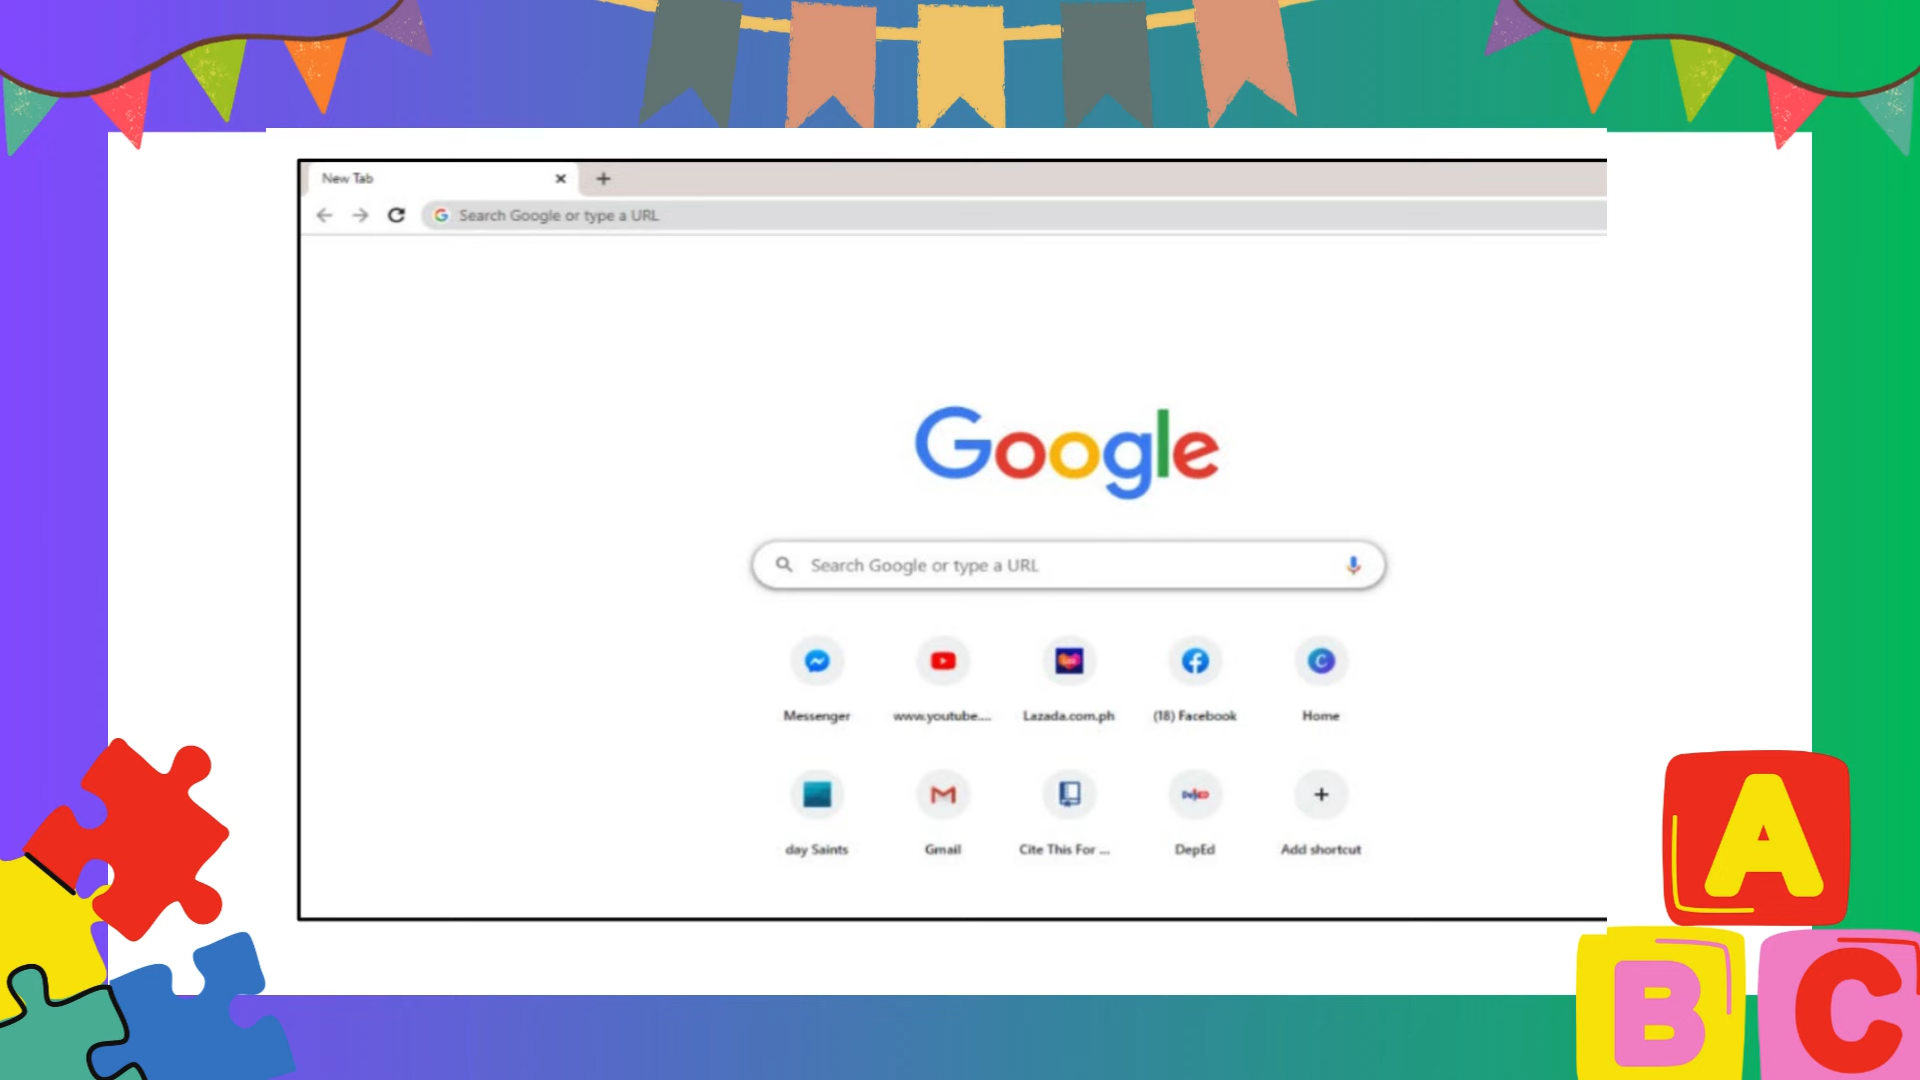 New Tab
Search Google or type a URL
Google
Search Google or type a URL
Messenger
www.youtube....
Lazada.com.ph
(18) Facebook
Home
DepED
day Saints
Gmail
Cite This For ...
DepEd
Add shortcut
A
B C